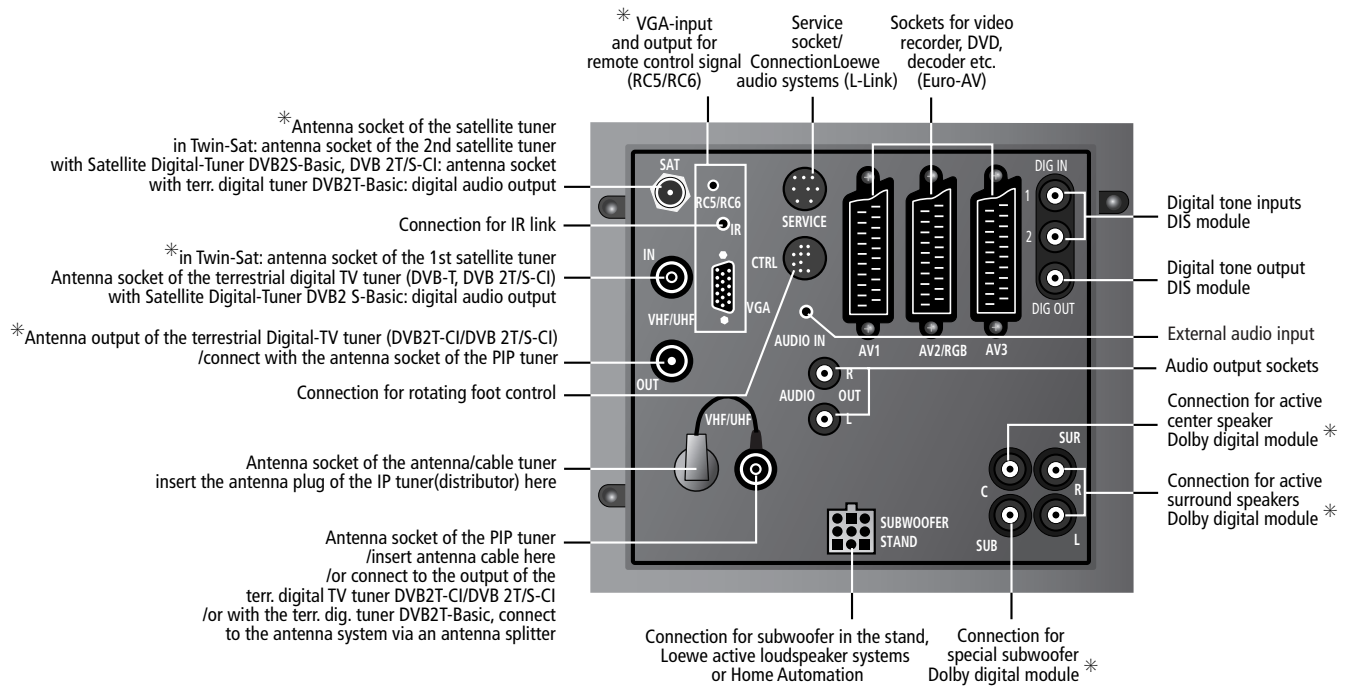 ✳ VGA-input
and output for
remote control signal
(RC5/RC6)
Service
socket/
ConnectionLoewe
audio systems (L-Link)
Sockets for video
recorder, DVD,
decoder etc.
(Euro-AV)
✳Antenna socket of the satellite tuner
in Twin-Sat: antenna socket of the 2nd satellite tuner
with Satellite Digital-Tuner DVB2S-Basic, DVB 2T/S-CI: antenna socket
with terr. digital tuner DVB2T-Basic: digital audio output
Connection for IR link
✳in Twin-Sat: antenna socket of the 1st satellite tuner
Antenna socket of the terrestrial digital TV tuner (DVB-T, DVB 2T/S-CI)
with Satellite Digital-Tuner DVB2 S-Basic: digital audio output
✳Antenna output of the terrestrial Digital-TV tuner (DVB2T-CI/DVB 2T/S-CI)
/connect with the antenna socket of the PIP tuner
Connection for rotating foot control
Antenna socket of the antenna/cable tuner
insert the antenna plug of the IP tuner(distributor) here
Antenna socket of the PIP tuner
/insert antenna cable here
/or connect to the output of the
terr. digital TV tuner DVB2T-CI/DVB 2T/S-CI
/or with the terr. dig. tuner DVB2T-Basic, connect
to the antenna system via an antenna splitter
SAT
RC5/RC6
IR
IN
VHF/UHF
VGA
OUT
VHF/UHF
SERVICE
CTRL
AUDIO IN
AV1
AV2/RGB
AV3
DIG IN
1
2
DIG OUT
R
AUDIO OUT
L
SUR
C
R
SUB
L
SUBWOOFER
STAND
Digital tone inputs
DIS module
Digital tone output
DIS module
External audio input
Audio output sockets
Connection for active
center speaker
Dolby digital module ✳
Connection for active
surround speakers
Dolby digital module ✳
Connection for subwoofer in the stand,
Loewe active loudspeaker systems
or Home Automation
Connection for
special subwoofer
Dolby digital module ✳